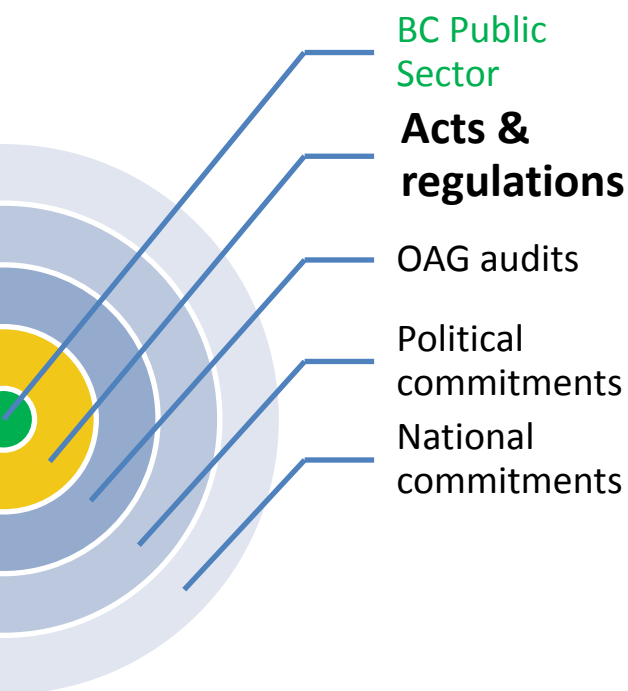 BC Public
Sector
Acts &
regulations
OAG audits
Political
commitments
National
commitments